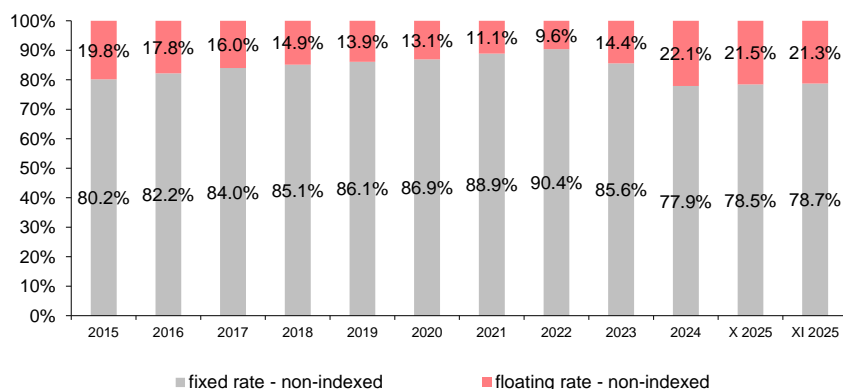 100%
90%
80%
70%
60%
50%
40%
30%
20%
10%
0%
19.8% 17.8% 16.0% 14.9% 13.9% 13.1% 11.1% 9.6% 14.4% 22.1% 21.5% 21.3%
80.2% 82.2% 84.0% 85.1% 86.1% 86.9% 88.9% 90.4% 85.6% 77.9% 78.5% 78.7%
2015 2016 2017 2018 2019 2020 2021 2022 2023 2024 X 2025 XI 2025
fixed rate - non-indexed floating rate - non-indexed